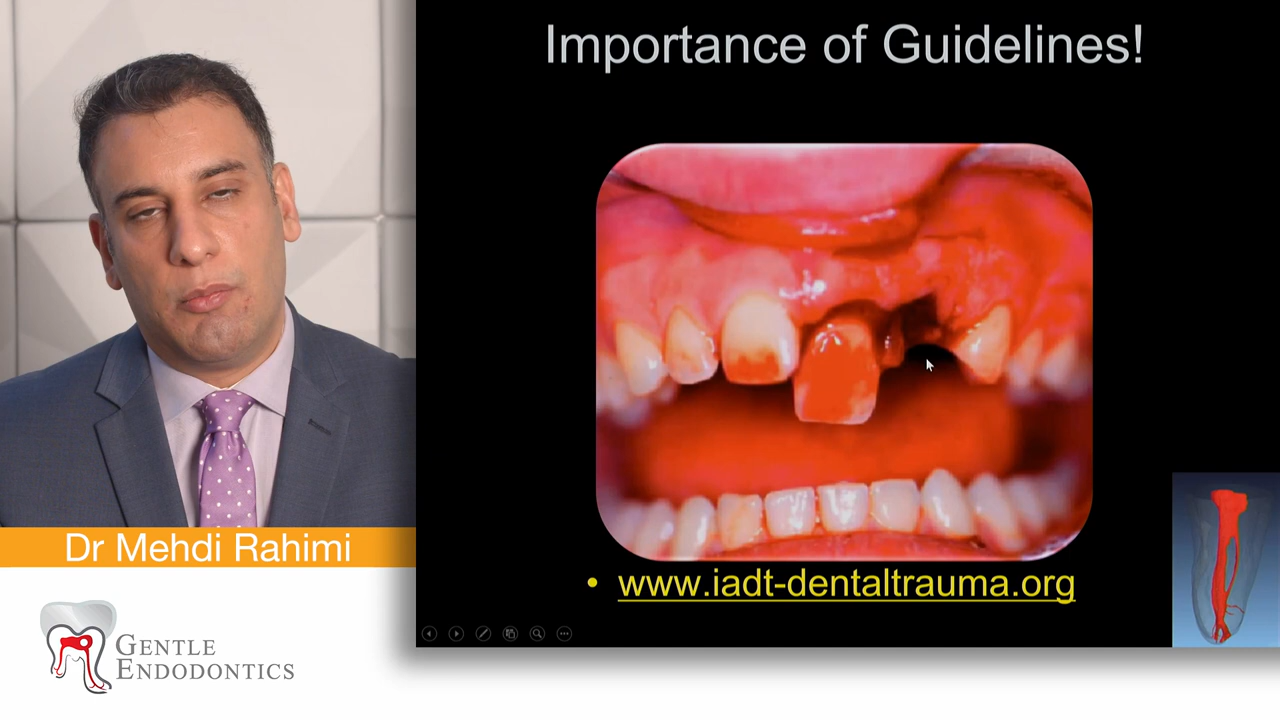 Importance of Guidelines!
• www.iadt-dentaltrauma.org
Dr Mehdi Rahimi
GENTLE
ENDODONTICS